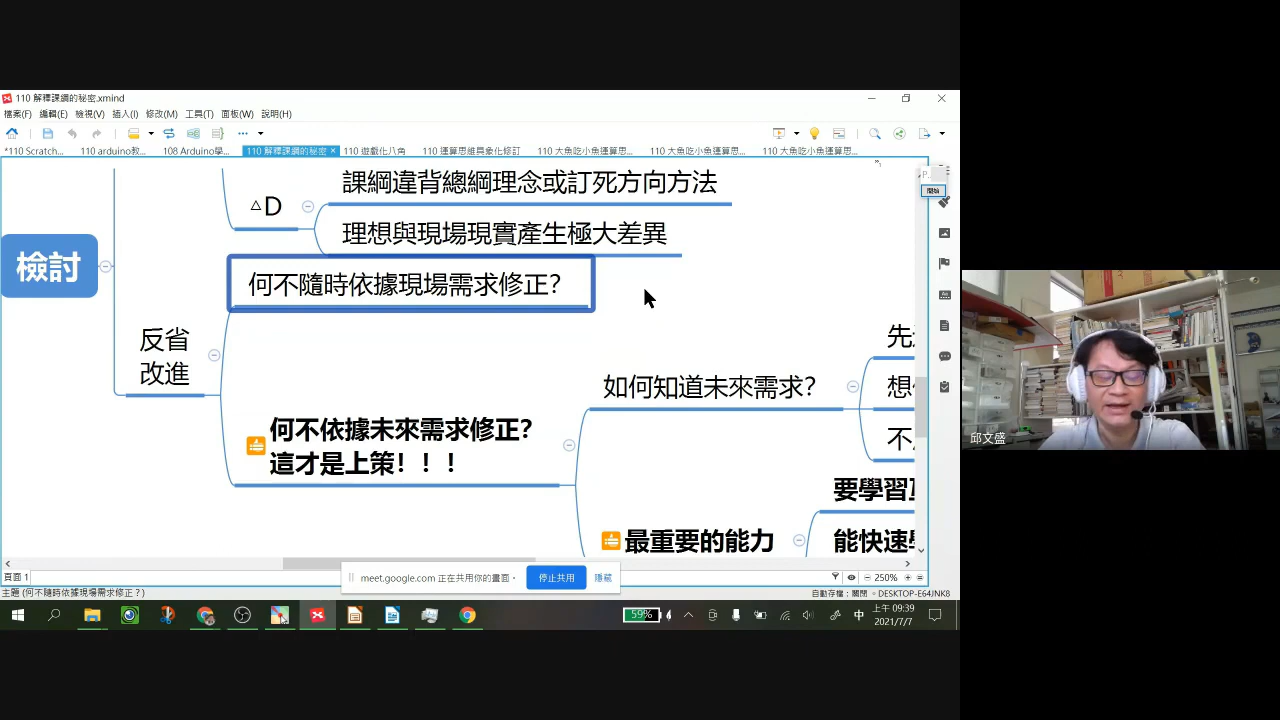 110 解釋課綱的秘密.xmind
檔案(F) 編輯(E) 檢視(V) 插入(I) 修改(M) 工具(T) 面板(W) 說明(H)
*110 Scratch... 110 arduino教... 108 Arduino學... 110 解釋課綱的秘密 × 110 遊戲化八角 110 運算思維具象化修訂 110 大魚吃小魚運思... 110 大魚吃小魚運思... 110 大魚吃小魚運思...
課綱違背總綱理念或訂死方向方法
△D
理想與現場現實產生極大差異
開始
檢討
何不隨時依據現場需求修正？
反省
改進
先
如何知道未來需求？
想
不
何不依據未來需求修正？
這才是上策！！！
要學習
最重要的能力
能快速
邱文盛
meet.google.com 正在共用你的畫面。 停止共用 隱藏
頁面 1
250%
主題 (何不隨時依據現場需求修正？)
自動存檔：關閉 DESKTOP-E64JNK8
59%
中
上午 09:39
2021/7/7